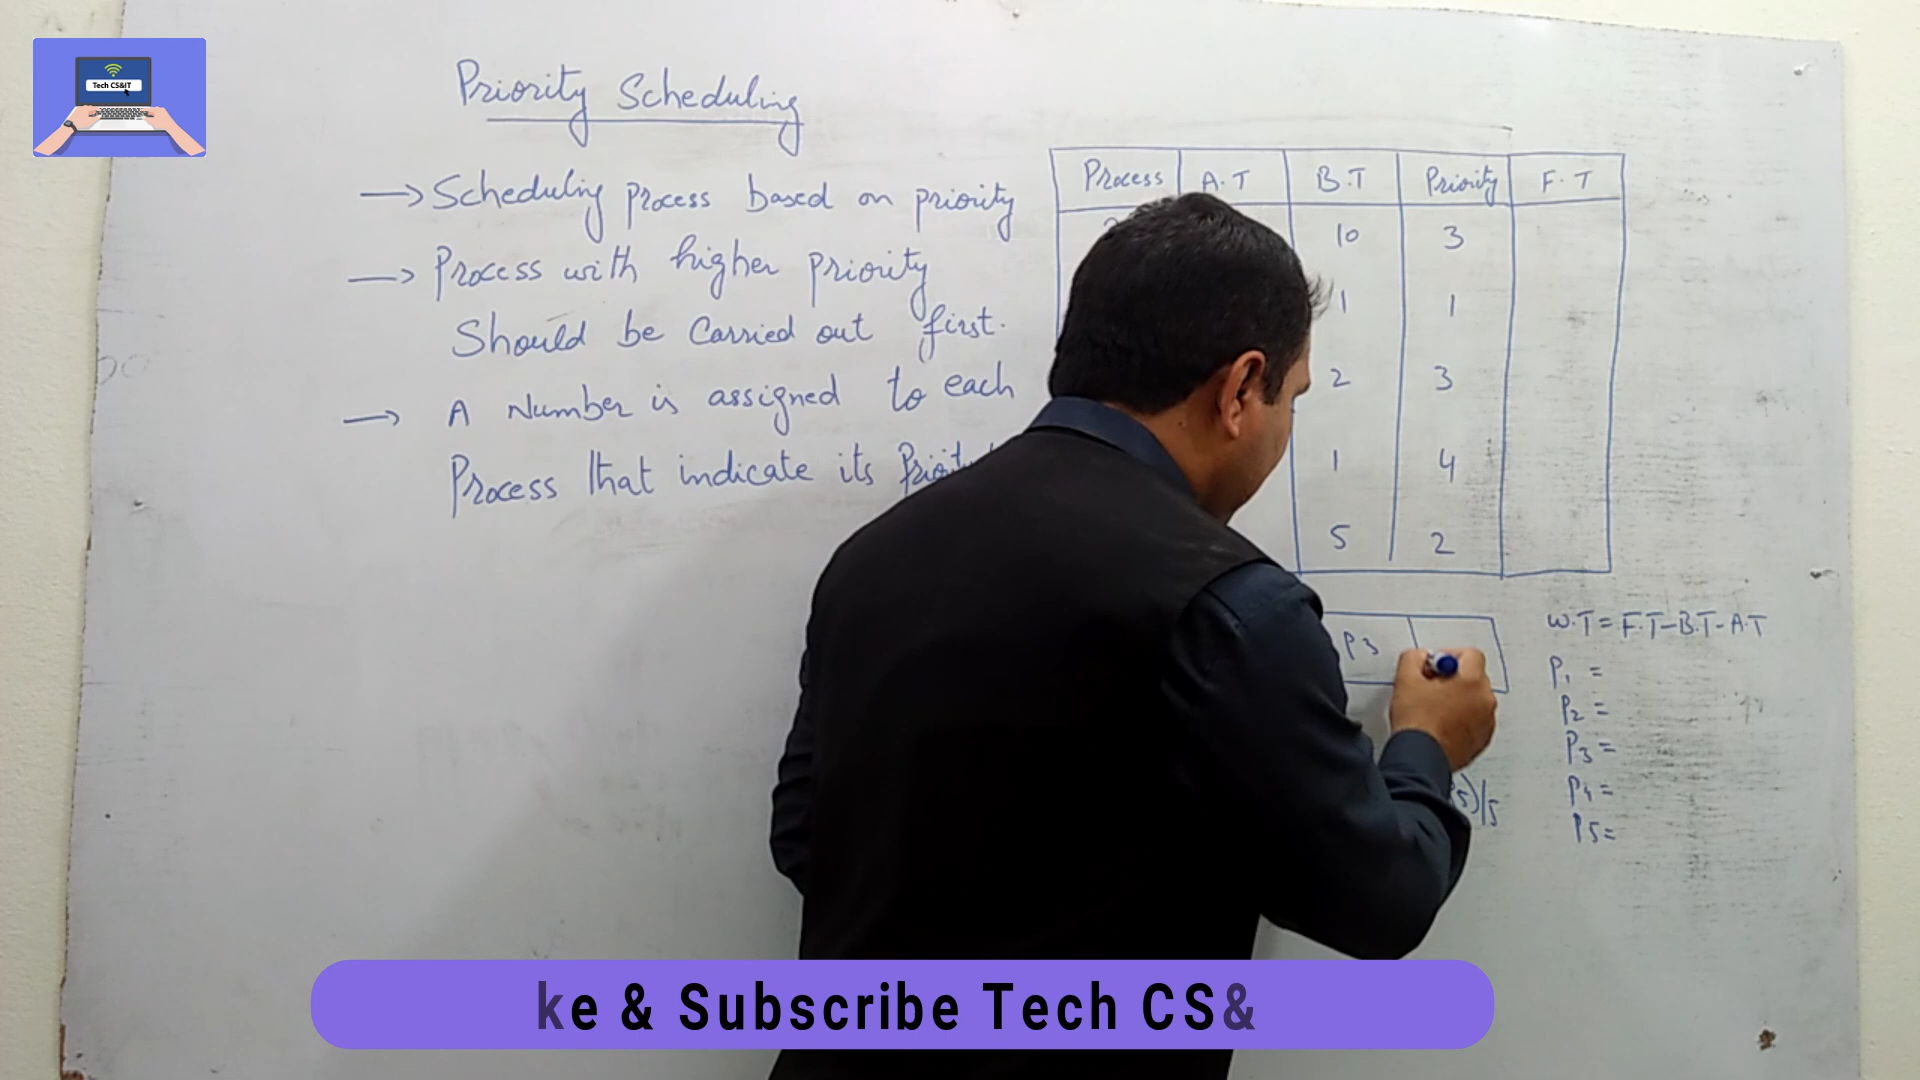 Tech CS&IT
Priority Scheduling
→ Scheduling process based on priority
→ Process with higher priority
Should be Carried out first.
→ A Number is assigned to each
Process that indicate its
Process A.T B.T Priority F.T
10 3
1 1
2 3
1 4
5 2
P3
W.T = F.T-B.T-A.T
P1 =
P2 =
P3 =
P4 =
P5=
5)/5
ke & Subscribe Tech CS&